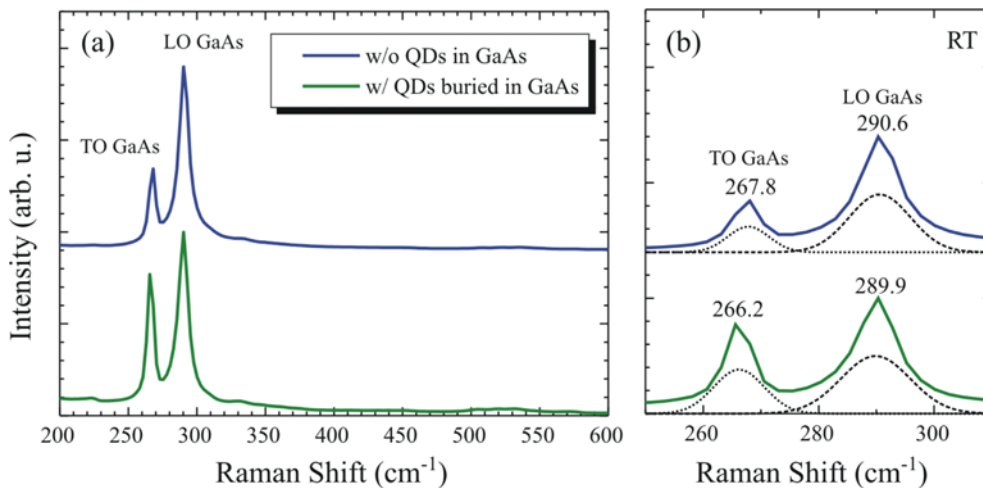 (a)
LO GaAs
TO GaAs
w/o QDs in GaAs
w/ QDs buried in GaAs
Intensity (arb. u.)
200 250 300 350 400 450 500 550 600
Raman Shift (cm⁻¹)
(b)
RT
LO GaAs
290.6
TO GaAs
267.8
289.9
266.2
260 280 300
Raman Shift (cm⁻¹)